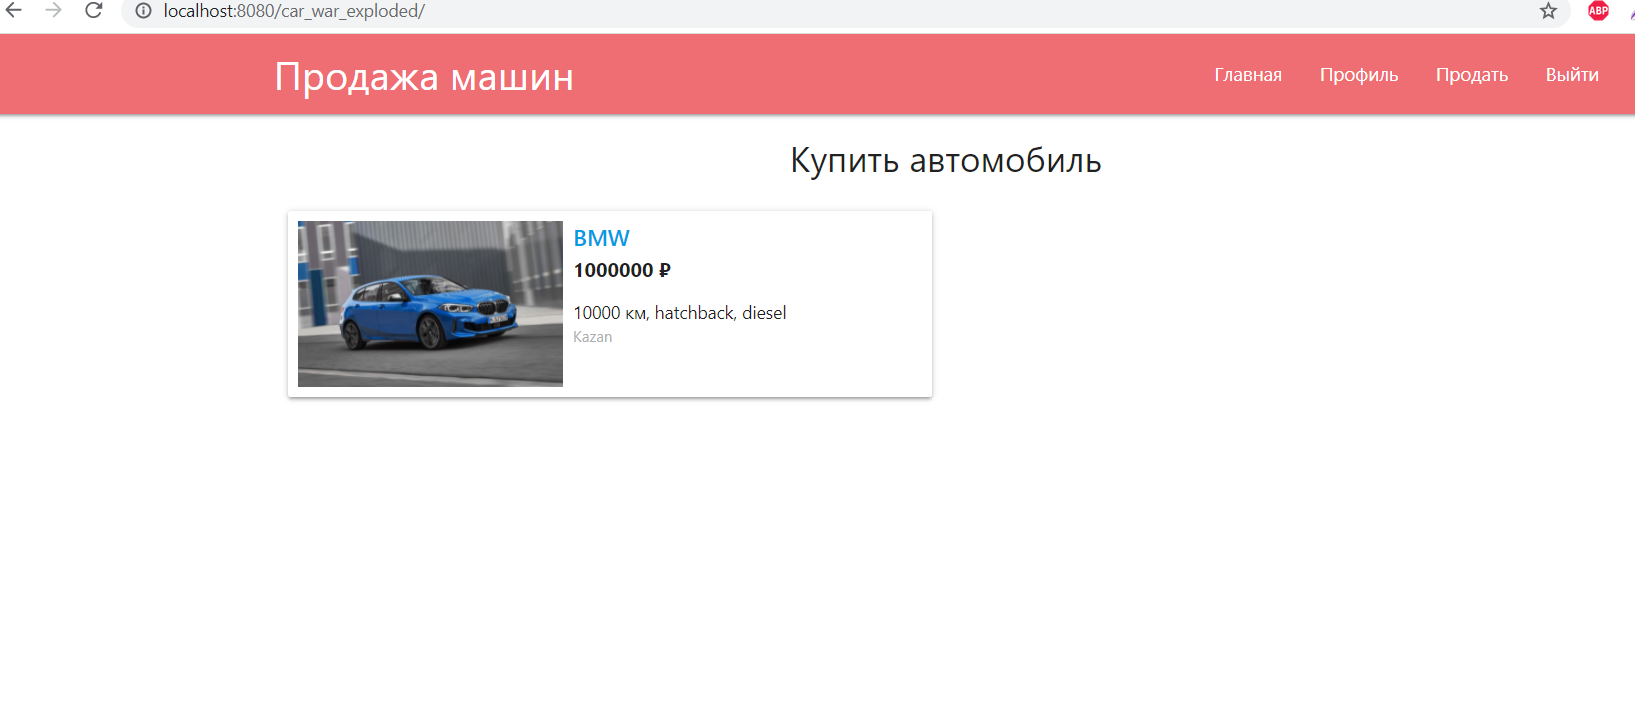 localhost:8080/car_war_exploded/
ABP
Продажа машин
Главная Профиль Продать Выйти
Купить автомобиль
BMW
1000000 ₽
10000 км, hatchback, diesel
Kazan